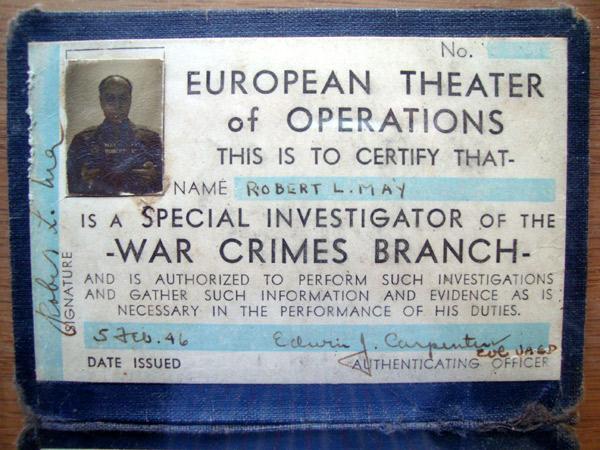 No.
EUROPEAN THEATER
of OPERATIONS
THIS IS TO CERTIFY THAT-
NAME ROBERT L. MAY
IS A SPECIAL INVESTIGATOR OF THE
-WAR CRIMES BRANCH-
AND IS AUTHORIZED TO PERFORM SUCH INVESTIGATIONS
AND GATHER SUCH INFORMATION AND EVIDENCE AS IS
NECESSARY IN THE PERFORMANCE OF HIS DUTIES.
5 Feb. 46 Edwin J. Carpenter
DATE ISSUED AUTHENTICATING OFFICER
SIGNATURE Robert L. May